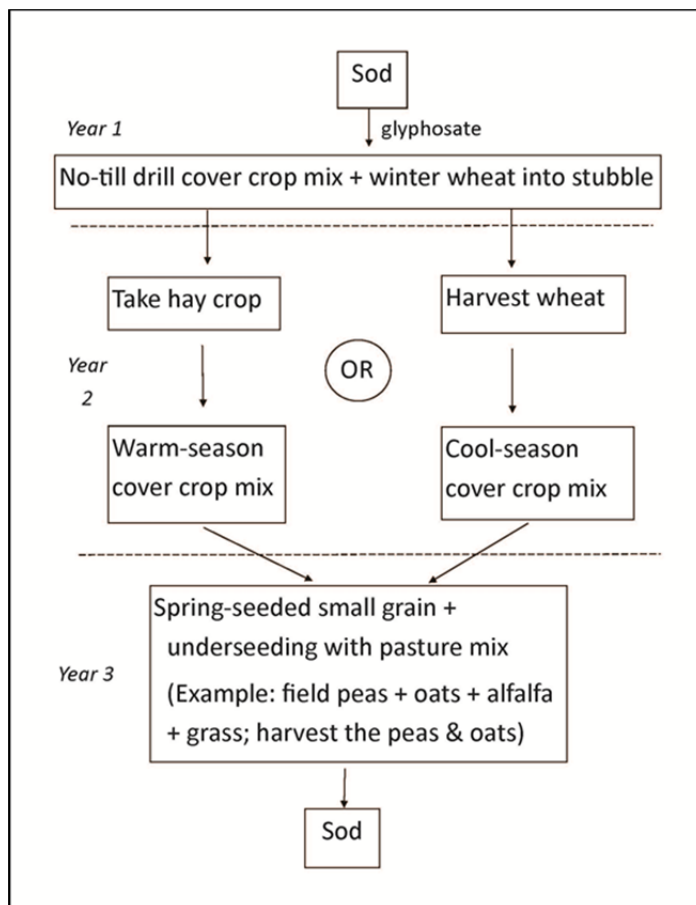 Sod
Year 1
glyphosate
No-till drill cover crop mix + winter wheat into stubble
Take hay crop
Harvest wheat
Year
2
OR
Warm-season
cover crop mix
Cool-season
cover crop mix
Year 3
Spring-seeded small grain +
underseeding with pasture mix
(Example: field peas + oats + alfalfa
+ grass; harvest the peas & oats)
Sod